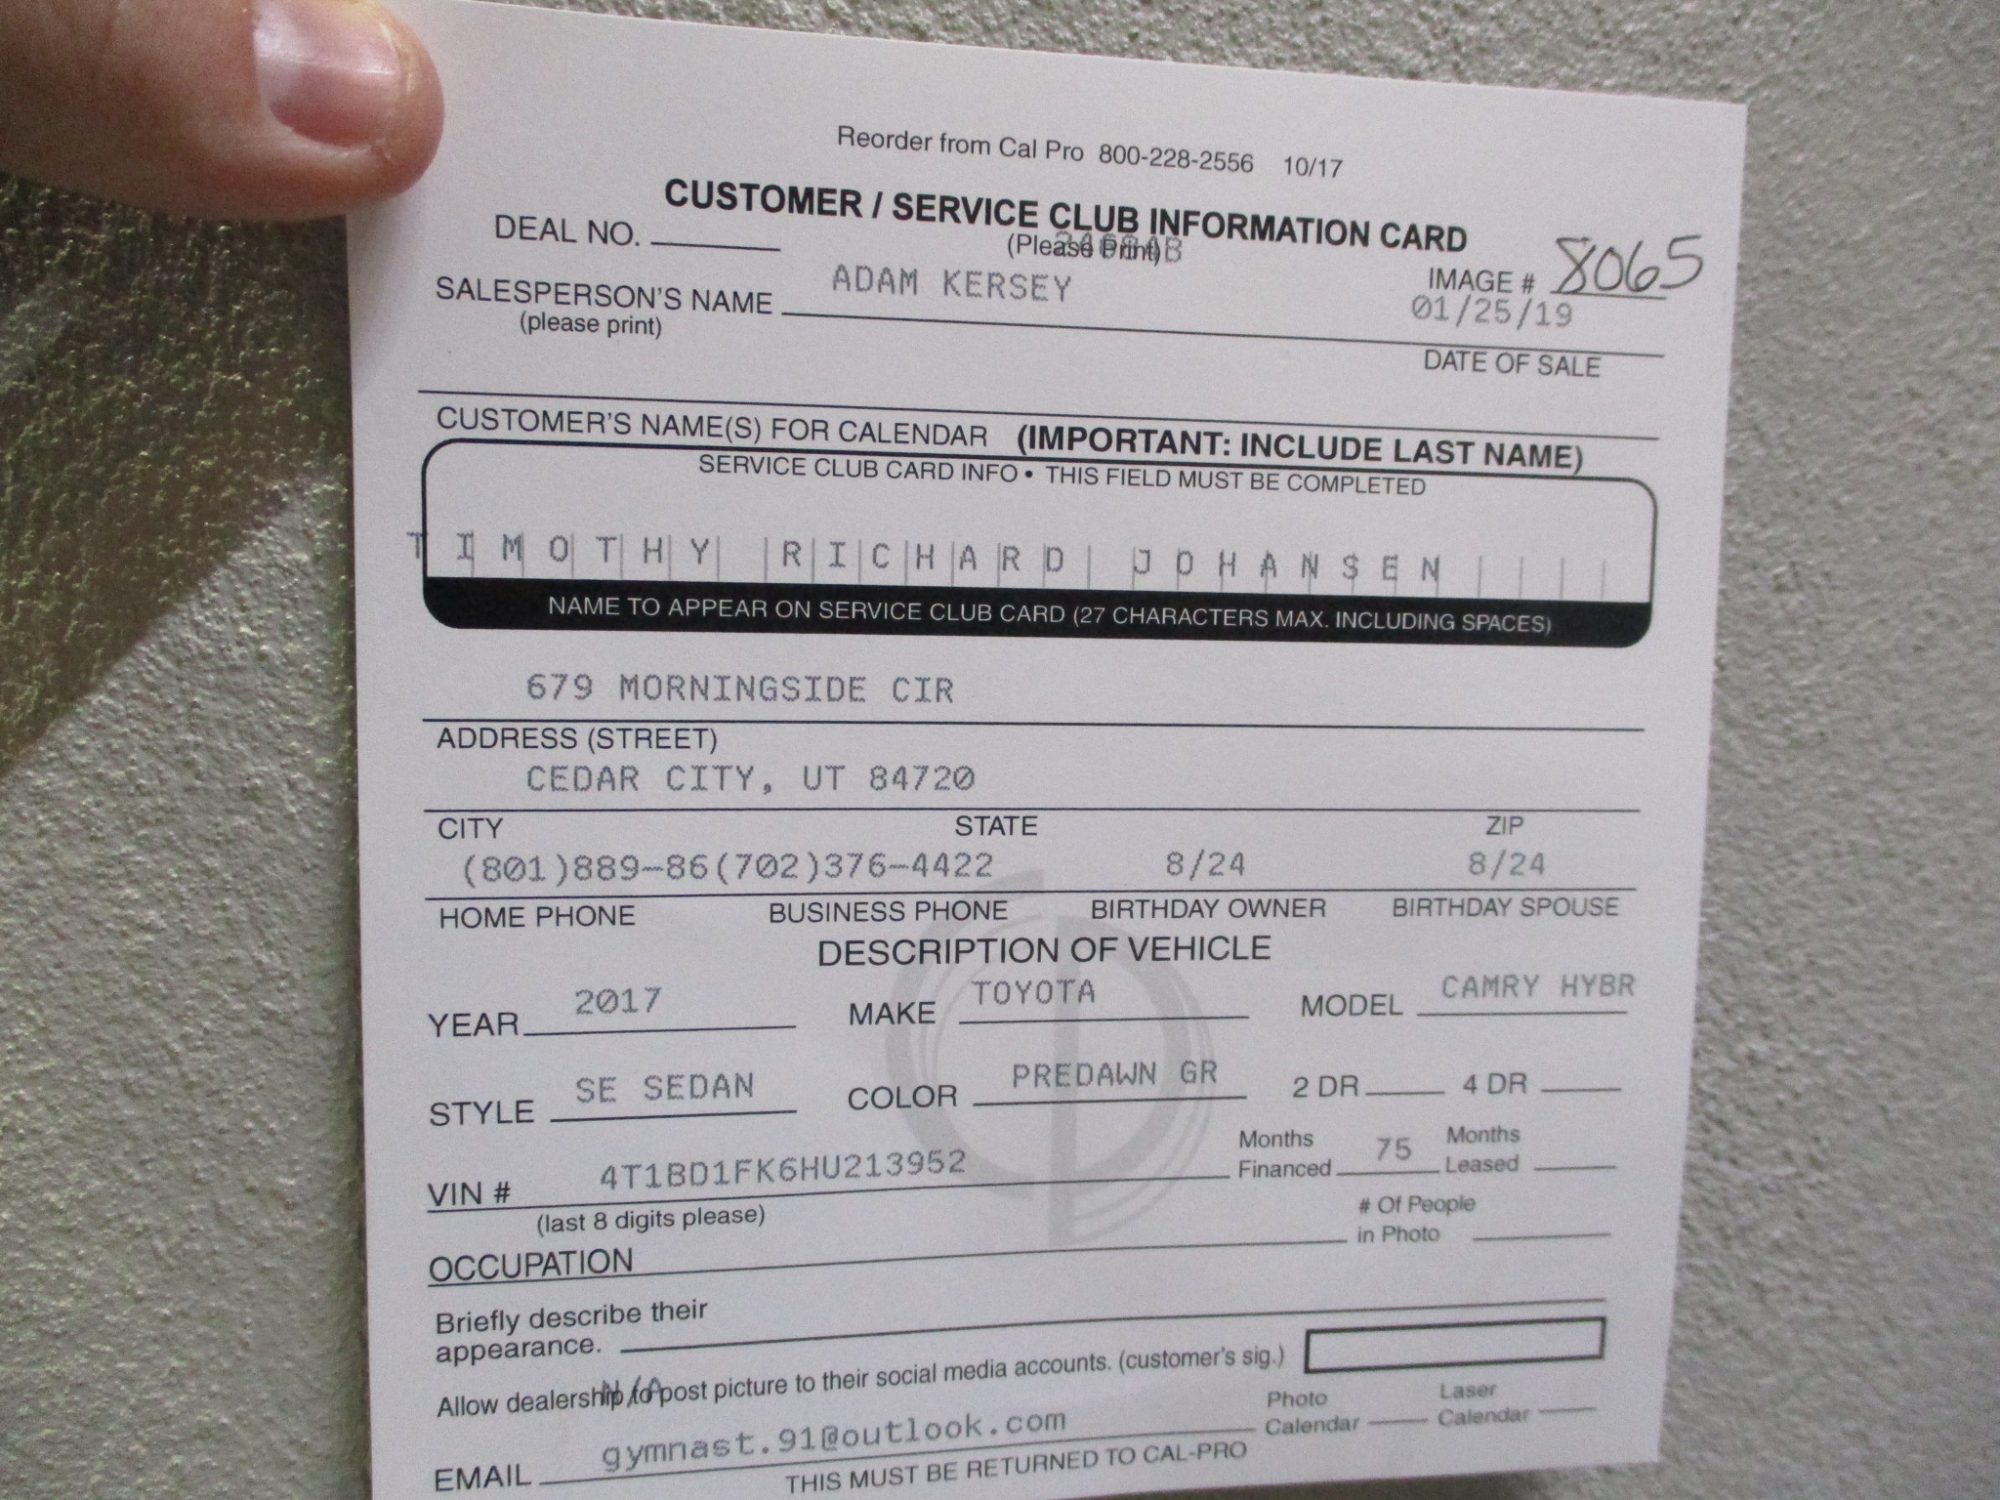 Reorder from Cal Pro 800-228-2556 10/17
CUSTOMER / SERVICE CLUB INFORMATION CARD
DEAL NO.
(Please Print)
IMAGE # 8065
SALESPERSON'S NAME ADAM KERSEY 01/25/19
(please print)
DATE OF SALE
CUSTOMER'S NAME(S) FOR CALENDAR (IMPORTANT: INCLUDE LAST NAME)
SERVICE CLUB CARD INFO • THIS FIELD MUST BE COMPLETED
TIMOTHY RICHARD JOHANSEN
NAME TO APPEAR ON SERVICE CLUB CARD (27 CHARACTERS MAX. INCLUDING SPACES)
679 MORNINGSIDE CIR
ADDRESS (STREET)
CEDAR CITY, UT 84720
CITY STATE ZIP
(801)889-86(702)376-4422 8/24 8/24
HOME PHONE BUSINESS PHONE BIRTHDAY OWNER BIRTHDAY SPOUSE
DESCRIPTION OF VEHICLE
YEAR 2017 MAKE TOYOTA MODEL CAMRY HYBR
STYLE SE SEDAN COLOR PREDAWN GR 2 DR 4 DR
VIN # 4T1BD1FK6HU213952 Months Financed 75 Months Leased
(last 8 digits please)
# Of People in Photo
OCCUPATION
Briefly describe their
appearance.
Allow dealership to post picture to their social media accounts. (customer's sig.)
N/A
EMAIL gymnast.91@outlook.com Photo Calendar Laser Calendar
THIS MUST BE RETURNED TO CAL-PRO